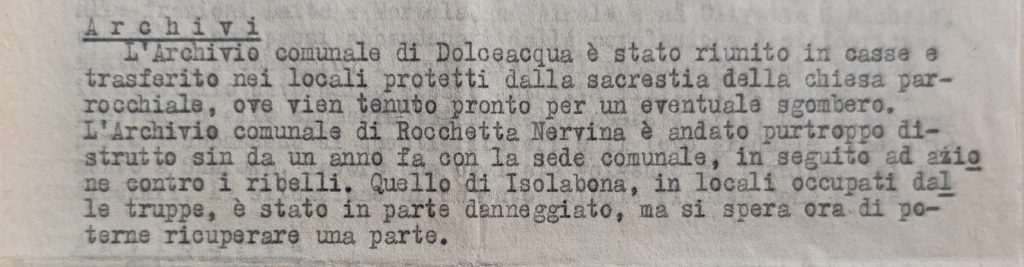 Archivi
L'Archivio comunale di Dolceacqua è stato riunito in casse e
trasferito nei locali protetti dalla sacrestia della chiesa par-
rocchiale, ove vien tenuto pronto per un eventuale sgombero.
L'Archivio comunale di Rocchetta Nervina è andato purtroppo di-
strutto sin da un anno fa con la sede comunale, in seguito ad azio
ne contro i ribelli. Quello di Isolabona, in locali occupati dal
le truppe, è stato in parte danneggiato, ma si spera ora di po-
terne ricuperare una parte.